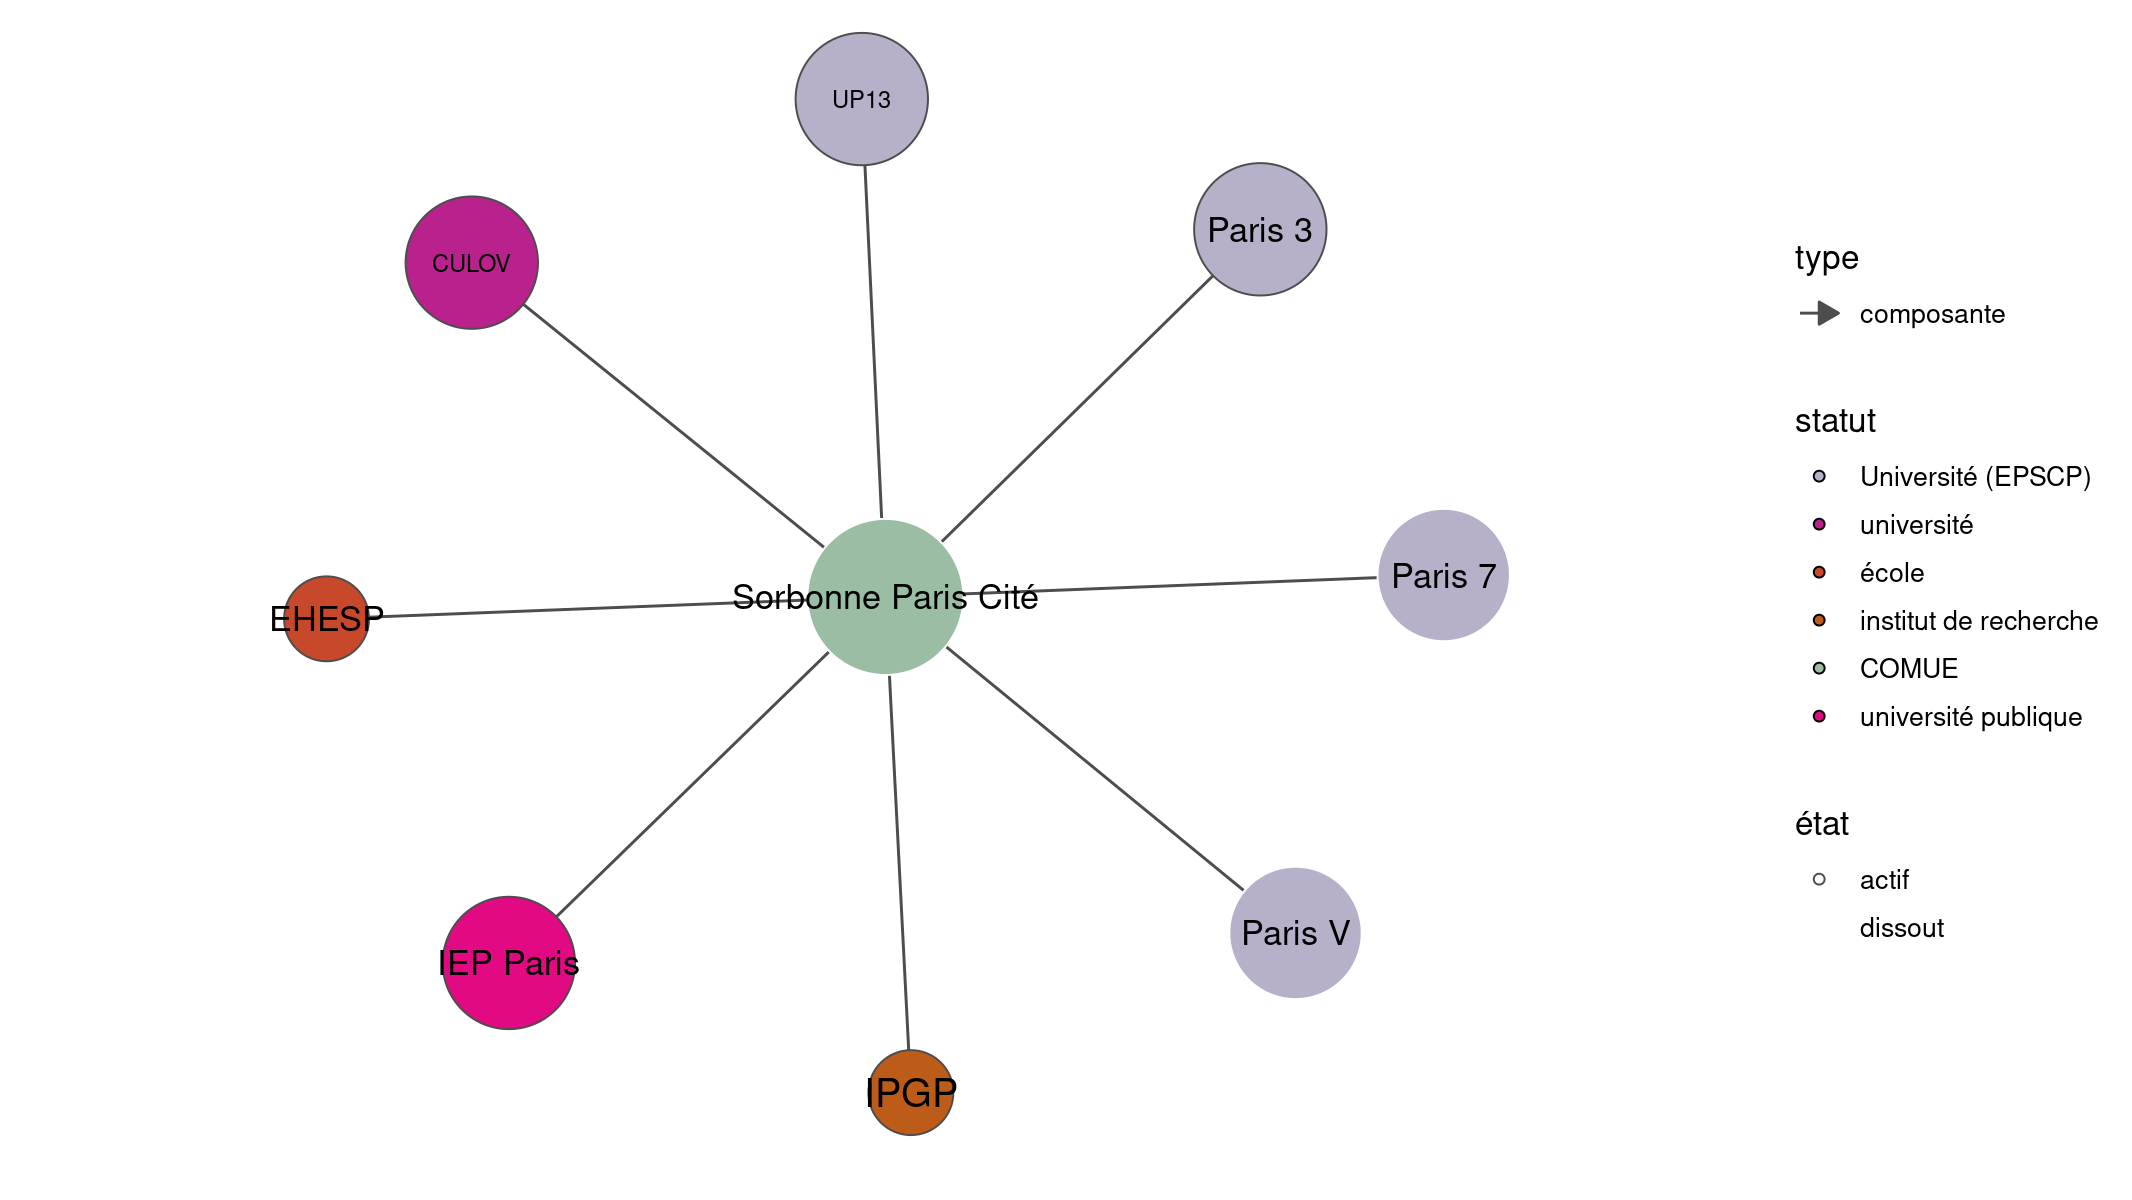 UP13
Paris 3
CULOV
Paris 7
Sorbonne Paris Cité
EHESP
Paris V
IEP Paris
IPGP
type
composante
statut
Université (EPSCP)
université
école
institut de recherche
COMUE
université publique
état
actif
dissout